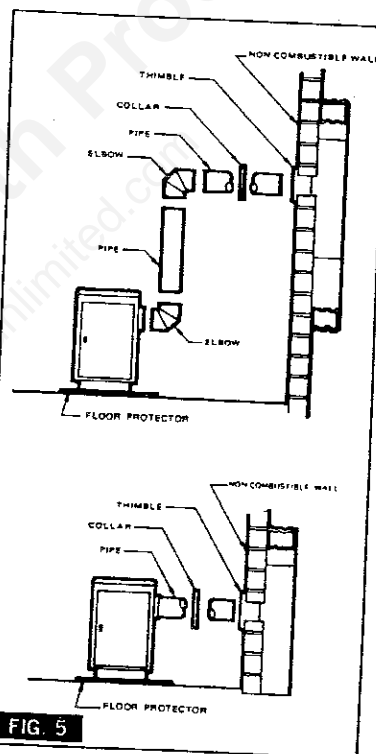 NON COMBUSTIBLE WALL
THIMBLE
COLLAR
PIPE
ELBOW
PIPE
ELBOW
FLOOR PROTECTOR
NON COMBUSTIBLE WALL
THIMBLE
COLLAR
PIPE
FLOOR PROTECTOR
FIG. 5